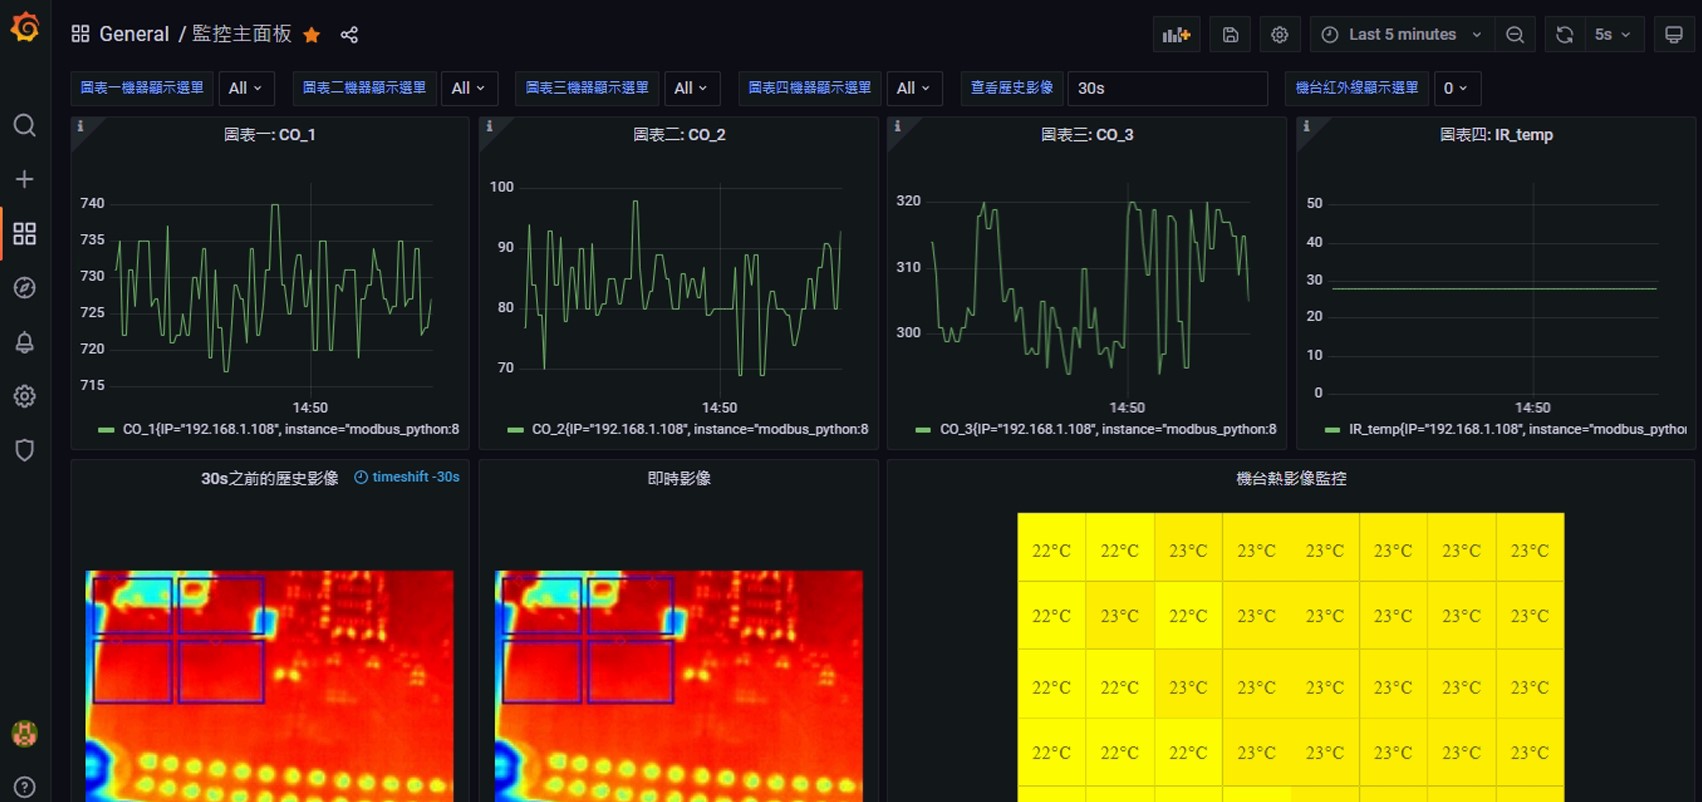 General / 監控主面板
Last 5 minutes
5s
圖表一機器顯示選單 All
圖表二機器顯示選單 All
圖表三機器顯示選單 All
圖表四機器顯示選單 All
查看歷史影像 30s
機台紅外線顯示選單 0
圖表一: CO_1
740
735
730
725
720
715
14:50
CO_1{IP="192.168.1.108", instance="modbus_python:8
圖表二: CO_2
100
90
80
70
14:50
CO_2{IP="192.168.1.108", instance="modbus_python:8
圖表三: CO_3
320
310
300
14:50
CO_3{IP="192.168.1.108", instance="modbus_python:8
圖表四: IR_temp
50
40
30
20
10
0
14:50
IR_temp{IP="192.168.1.108", instance="modbus_pytho
30s之前的歷史影像 timeshift -30s
即時影像
機台熱影像監控
22°C 22°C 23°C 23°C 23°C 23°C 23°C 23°C
22°C 23°C 22°C 23°C 23°C 23°C 23°C 23°C
22°C 22°C 23°C 23°C 23°C 23°C 23°C 23°C
22°C 22°C 22°C 23°C 23°C 23°C 23°C 23°C